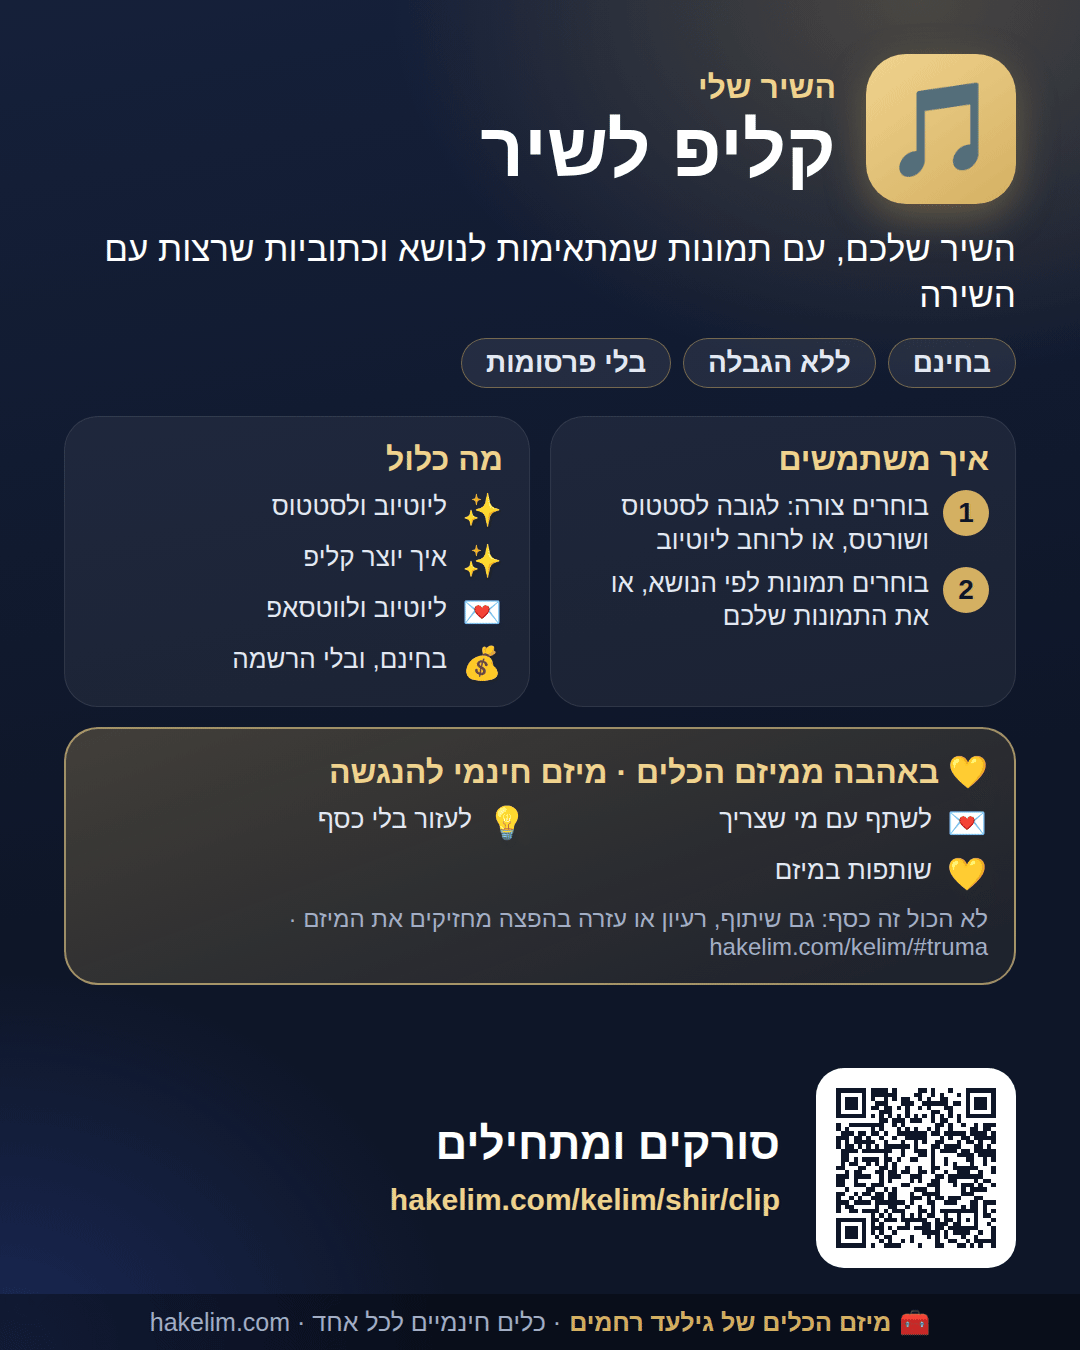 השיר שלי
קליפ לשיר
השיר שלכם, עם תמונות שמתאימות לנושא וכתוביות שרצות עם
השירה
בחינם
ללא הגבלה
בלי פרסומות
איך משתמשים
1 בוחרים צורה: לגובה לסטטוס
ושורטס, או לרוחב ליוטיוב
2 בוחרים תמונות לפי הנושא, או
את התמונות שלכם
מה כלול
ליוטיוב ולסטטוס
איך יוצר קליפ
ליוטיוב ולווטסאפ
בחינם, ובלי הרשמה
באהבה ממיזם הכלים · מיזם חינמי להנגשה
לשתף עם מי שצריך
לעזור בלי כסף
שותפות במיזם
לא הכול זה כסף: גם שיתוף, רעיון או עזרה בהפצה מחזיקים את המיזם ·
hakelim.com/kelim/#truma
סורקים ומתחילים
hakelim.com/kelim/shir/clip
מיזם הכלים של גילעד רחמים · כלים חינמיים לכל אחד · hakelim.com